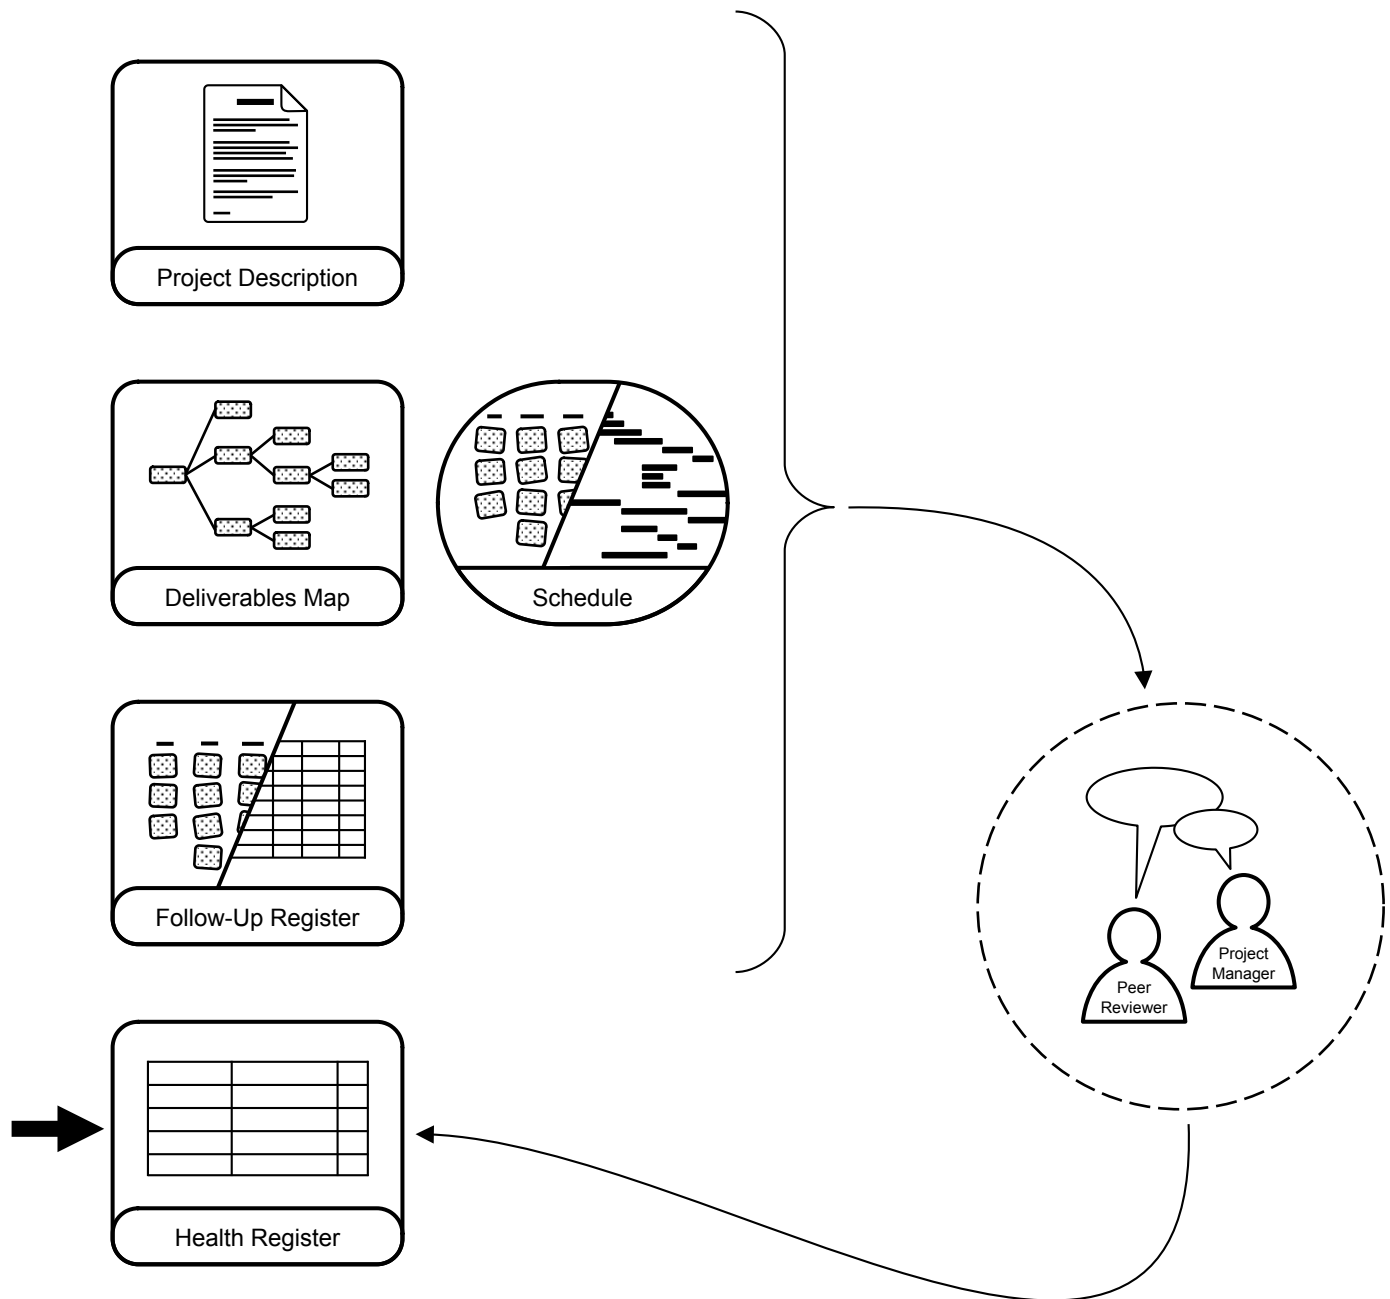 Project Description
Deliverables Map
Schedule
Follow-Up Register
Project
Manager
Peer
Reviewer
Health Register